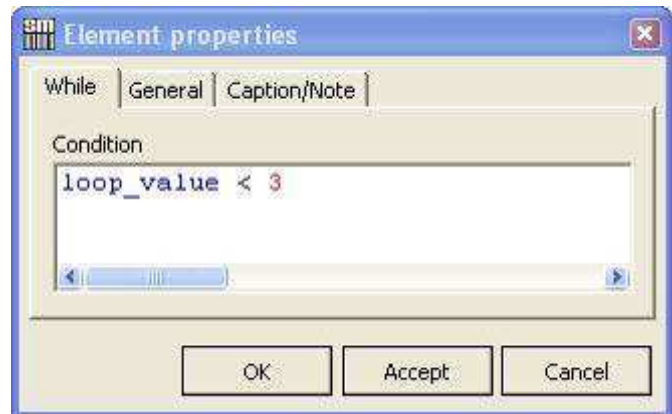 Element properties
While General Caption/Note
Condition
loop_value < 3
OK Accept Cancel